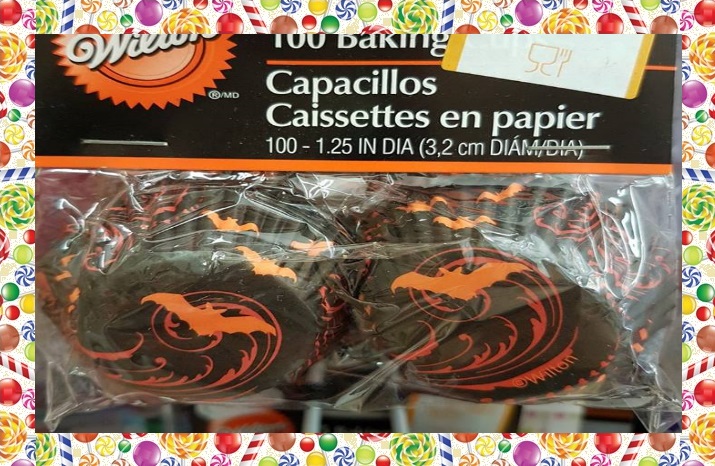 Wilton
®/MD
100 Baking
Capacillos
Caissettes en papier
100 - 1.25 IN DIA (3,2 cm DIÁM/DIA)
©Wilton